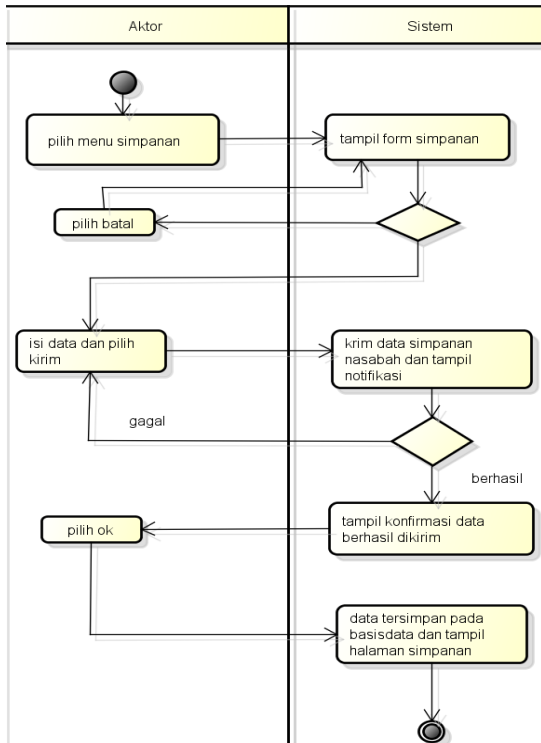 Aktor
Sistem
pilih menu simpanan
tampil form simpanan
pilih batal
isi data dan pilih
kirim
krim data simpanan
nasabah dan tampil
notifikasi
gagal
berhasil
pilih ok
tampil konfirmasi data
berhasil dikirim
data tersimpan pada
basisdata dan tampil
halaman simpanan